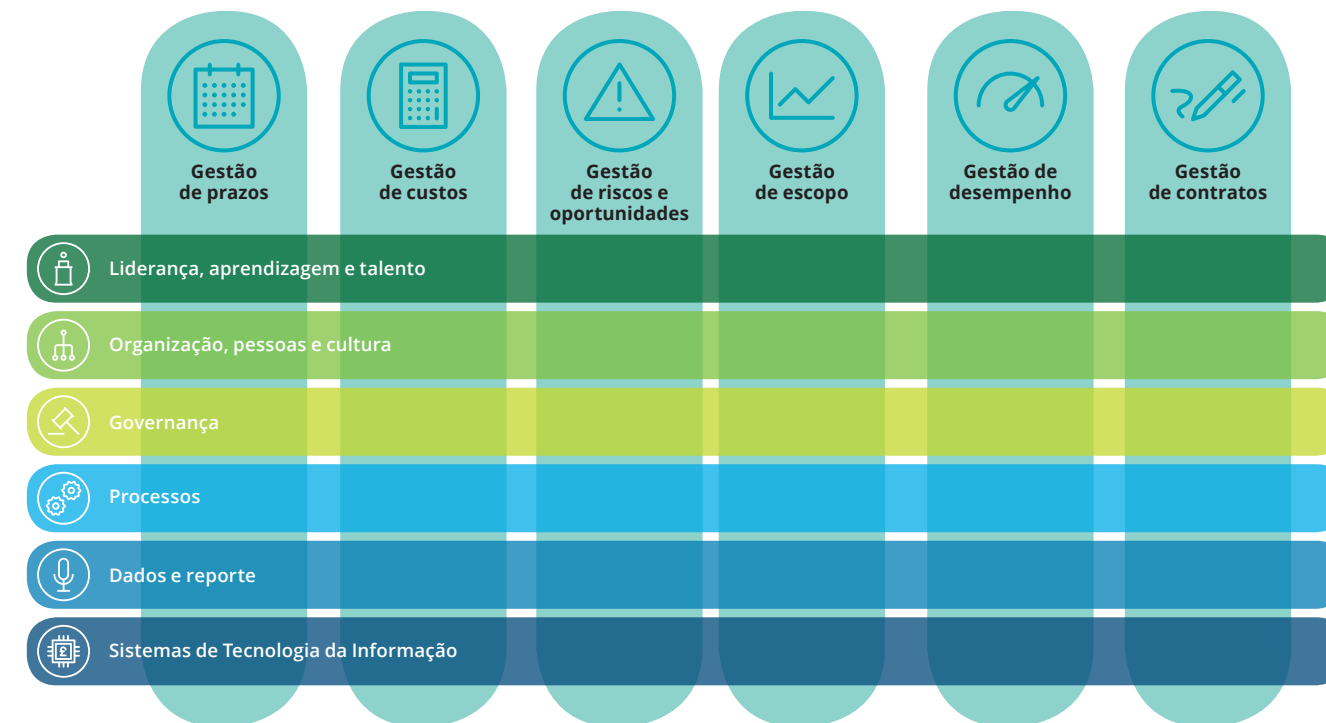 Gestão
de prazos
Gestão
de custos
Gestão
de riscos e
oportunidades
Gestão
de escopo
Gestão de
desempenho
Gestão
de contratos
Liderança, aprendizagem e talento
Organização, pessoas e cultura
Governança
Processos
Dados e reporte
£
Sistemas de Tecnologia da Informação